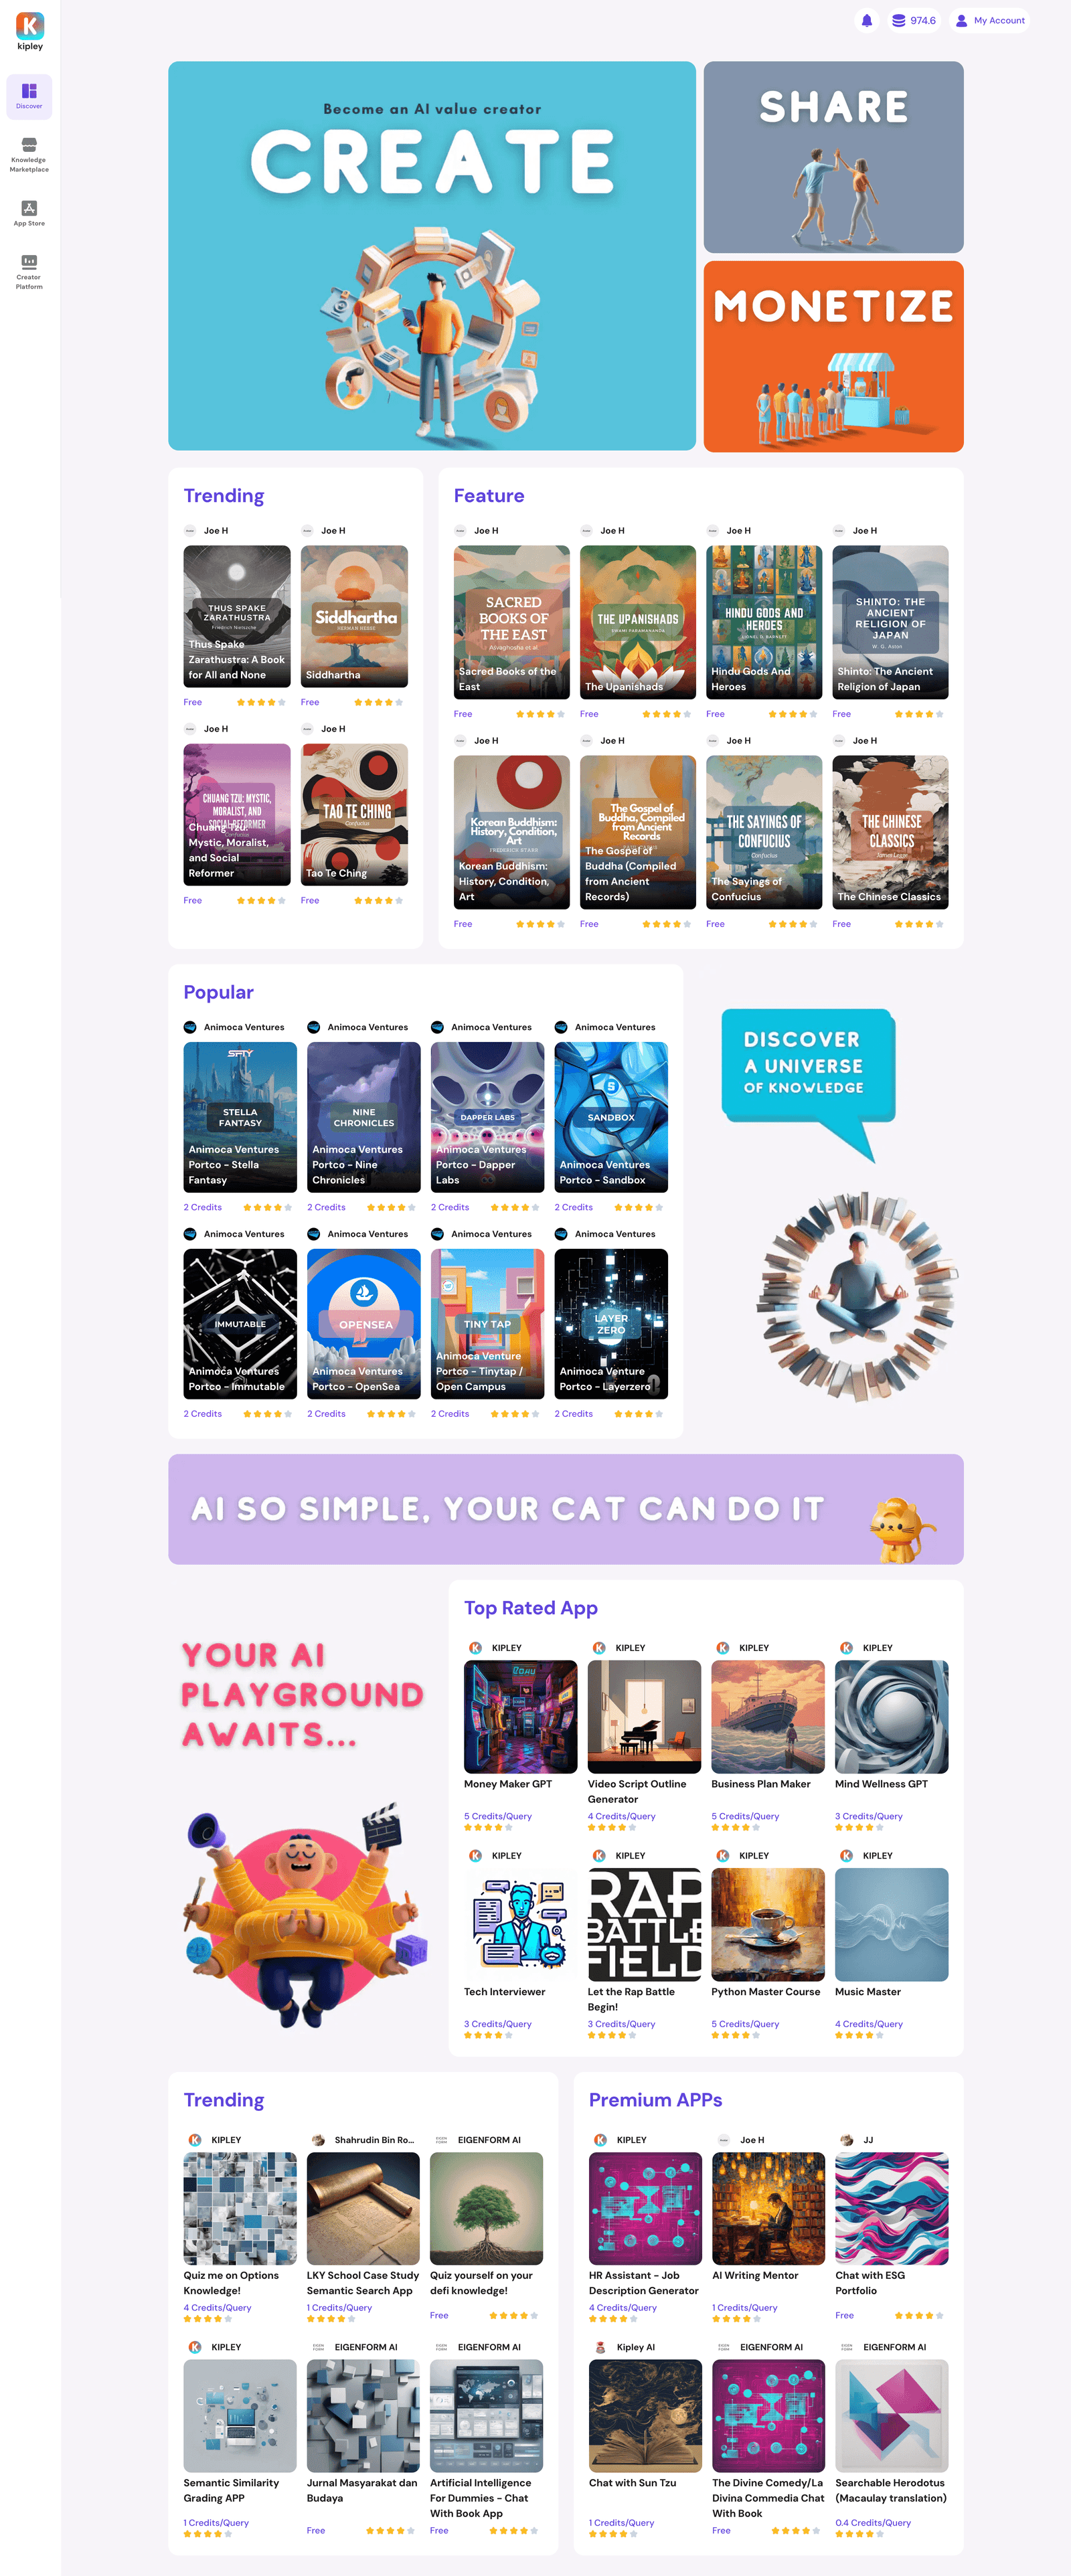 kipley
974.6
My Account
Discover
Knowledge
Marketplace
App Store
Creator
Platform
Become an AI value creator
CREATE
SHARE
MONETIZE
Trending
Joe H
Joe H
THUS SPAKE
ZARATHUSTRA
Friedrich Nietzsche
Thus Spake
Zarathustra: A Book
for All and None
Siddhartha
HERMAN HESSE
Siddhartha
Free
Free
Joe H
Joe H
CHUANG TZU: MYSTIC,
MORALIST, AND
SOCIAL REFORMER
Confucius
Chuang Tzu:
Mystic, Moralist,
and Social
Reformer
TAO TE CHING
Confucius
Tao Te Ching
Free
Free
Feature
Joe H
Joe H
Joe H
Joe H
SACRED
BOOKS OF
THE EAST
Asvaghosha et al
Sacred Books of the
East
THE UPANISHADS
SWAMI PARAMANANDA
The Upanishads
HINDU GODS AND
HEROES
LIONEL D. BARNETT
Hindu Gods And
Heroes
SHINTO: THE
ANCIENT
RELIGION OF
JAPAN
W. G. Aston
Shinto: The Ancient
Religion of Japan
Free
Free
Free
Free
Joe H
Joe H
Joe H
Joe H
Korean Buddhism:
History, Condition,
Art
FREDERICK STARR
Korean Buddhism:
History, Condition,
Art
The Gospel of
Buddha, Compiled
from Ancient
Records
The Gospel of
Buddha (Compiled
from Ancient
Records)
THE SAYINGS OF
CONFUCIUS
Confucius
The Sayings of
Confucius
THE CHINESE
CLASSICS
James Legge
The Chinese Classics
Free
Free
Free
Free
Popular
Animoca Ventures
Animoca Ventures
Animoca Ventures
Animoca Ventures
SFTY
STELLA
FANTASY
Animoca Ventures
Portco - Stella
Fantasy
NINE
CHRONICLES
Animoca Ventures
Portco - Nine
Chronicles
DAPPER LABS
Animoca Ventures
Portco - Dapper
Labs
S
SANDBOX
Animoca Ventures
Portco - Sandbox
2 Credits
2 Credits
2 Credits
2 Credits
Animoca Ventures
Animoca Ventures
Animoca Ventures
Animoca Ventures
IMMUTABLE
Animoca Ventures
Portco - Immutable
OPENSEA
Animoca Ventures
Portco - OpenSea
TINY TAP
Animoca Venture
Portco - Tinytap /
Open Campus
LAYER
ZERO
Animoca Venture
Portco - Layerzero
2 Credits
2 Credits
2 Credits
2 Credits
DISCOVER
A UNIVERSE
OF KNOWLEDGE
AI SO SIMPLE, YOUR CAT CAN DO IT
YOUR AI
PLAYGROUND
AWAITS...
Top Rated App
KIPLEY
KIPLEY
KIPLEY
KIPLEY
Money Maker GPT
Video Script Outline
Generator
Business Plan Maker
Mind Wellness GPT
5 Credits/Query
4 Credits/Query
5 Credits/Query
3 Credits/Query
KIPLEY
KIPLEY
KIPLEY
KIPLEY
RAP
BATTLE
FIELD
Tech Interviewer
Let the Rap Battle
Begin!
Python Master Course
Music Master
3 Credits/Query
3 Credits/Query
5 Credits/Query
4 Credits/Query
Trending
KIPLEY
Shahrudin Bin Ro...
EIGENFORM AI
Quiz me on Options
Knowledge!
LKY School Case Study
Semantic Search App
Quiz yourself on your
defi knowledge!
4 Credits/Query
1 Credits/Query
Free
KIPLEY
EIGENFORM AI
EIGENFORM AI
Semantic Similarity
Grading APP
Jurnal Masyarakat dan
Budaya
Artificial Intelligence
For Dummies - Chat
With Book App
1 Credits/Query
Free
Free
Premium APPs
KIPLEY
Joe H
JJ
HR Assistant - Job
Description Generator
AI Writing Mentor
Chat with ESG
Portfolio
4 Credits/Query
1 Credits/Query
Free
Kipley AI
EIGENFORM AI
EIGENFORM AI
Chat with Sun Tzu
The Divine Comedy/La
Divina Commedia Chat
With Book
Searchable Herodotus
(Macaulay translation)
1 Credits/Query
Free
0.4 Credits/Query